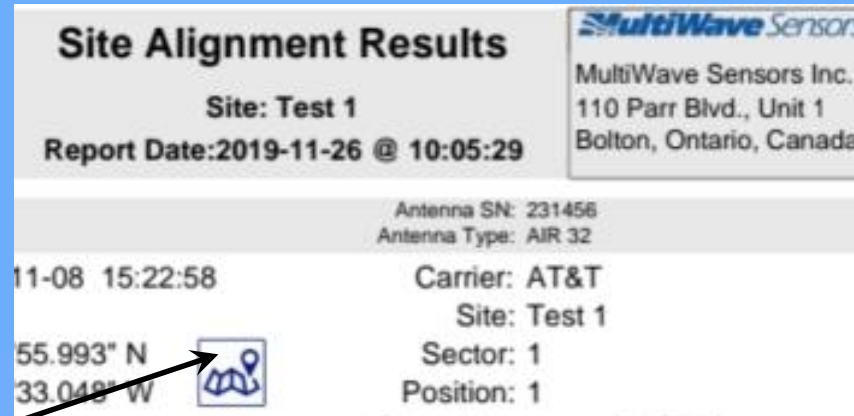 Site Alignment Results
Site: Test 1
Report Date:2019-11-26 @ 10:05:29
MultiWave Sensors
MultiWave Sensors Inc.
110 Parr Blvd., Unit 1
Bolton, Ontario, Canada
Antenna SN: 231456
Antenna Type: AIR 32
11-08 15:22:58
Carrier: AT&T
Site: Test 1
55.993" N
Sector: 1
33.048" W
Position: 1